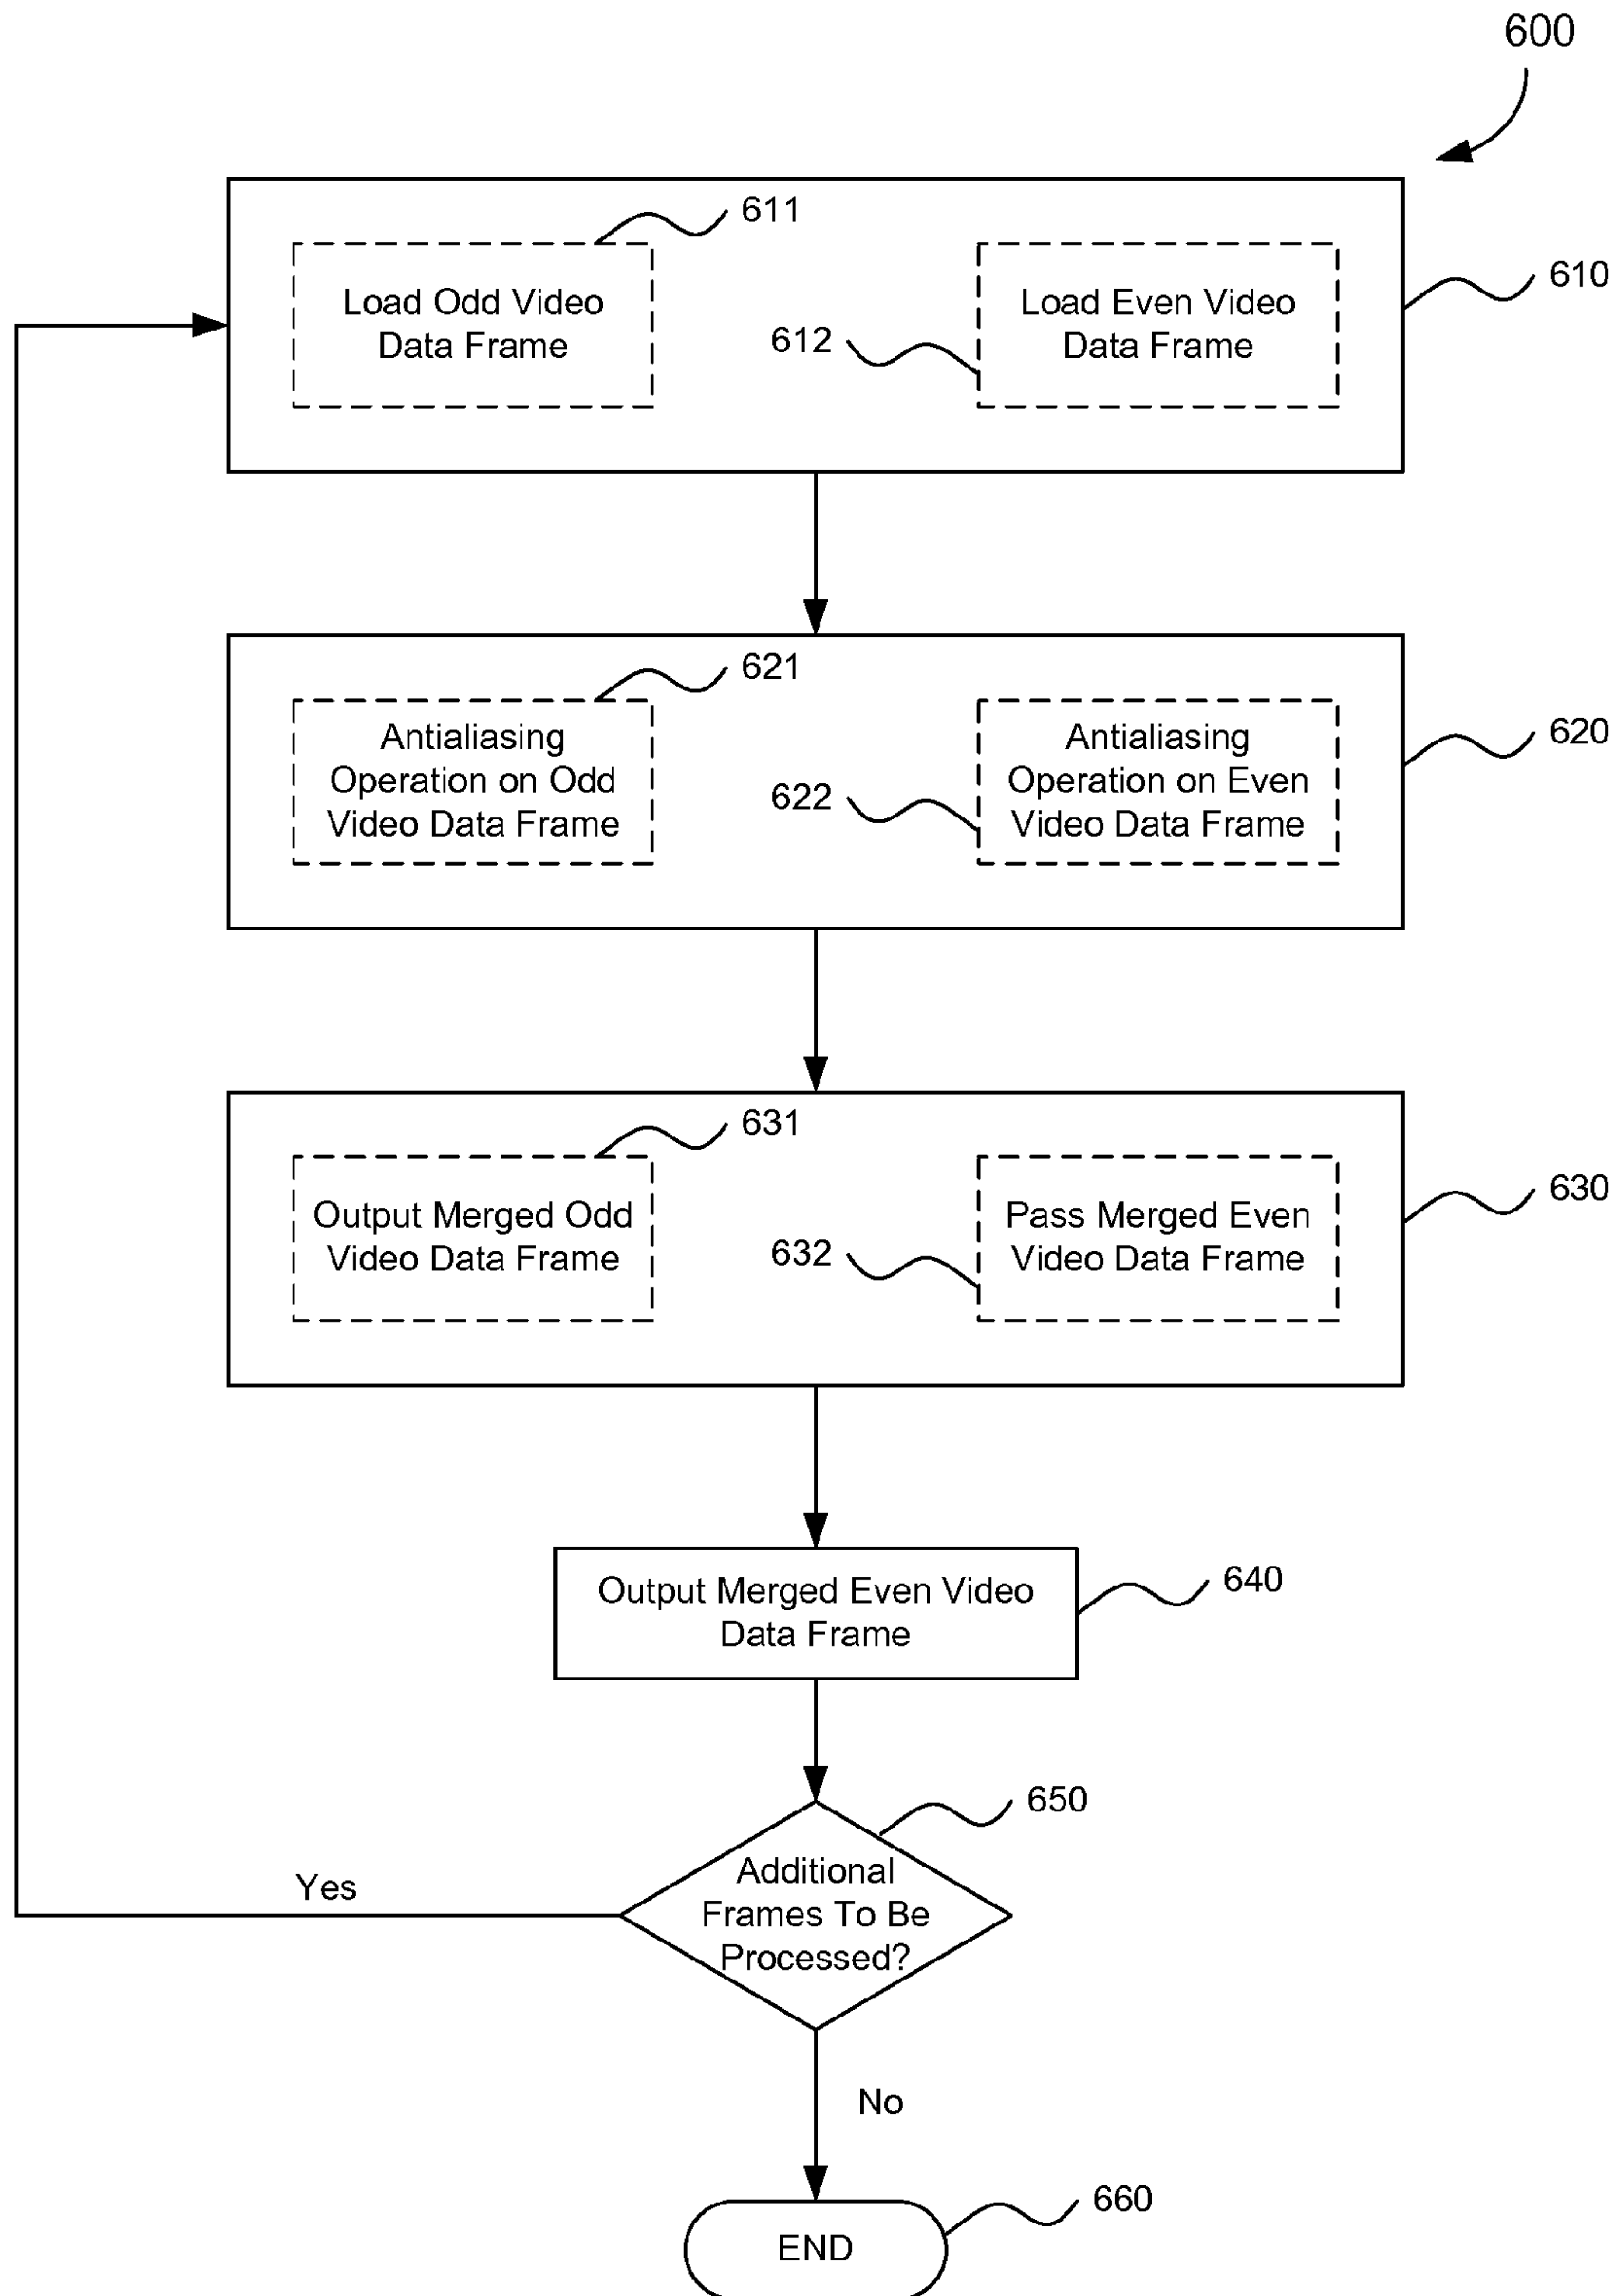 600
611
Load Odd Video
Data Frame
612
Load Even Video
Data Frame
610
621
Antialiasing
Operation on Odd
Video Data Frame
622
Antialiasing
Operation on Even
Video Data Frame
620
631
Output Merged Odd
Video Data Frame
632
Pass Merged Even
Video Data Frame
630
Output Merged Even Video
Data Frame
640
650
Additional
Frames To Be
Processed?
Yes
No
660
END